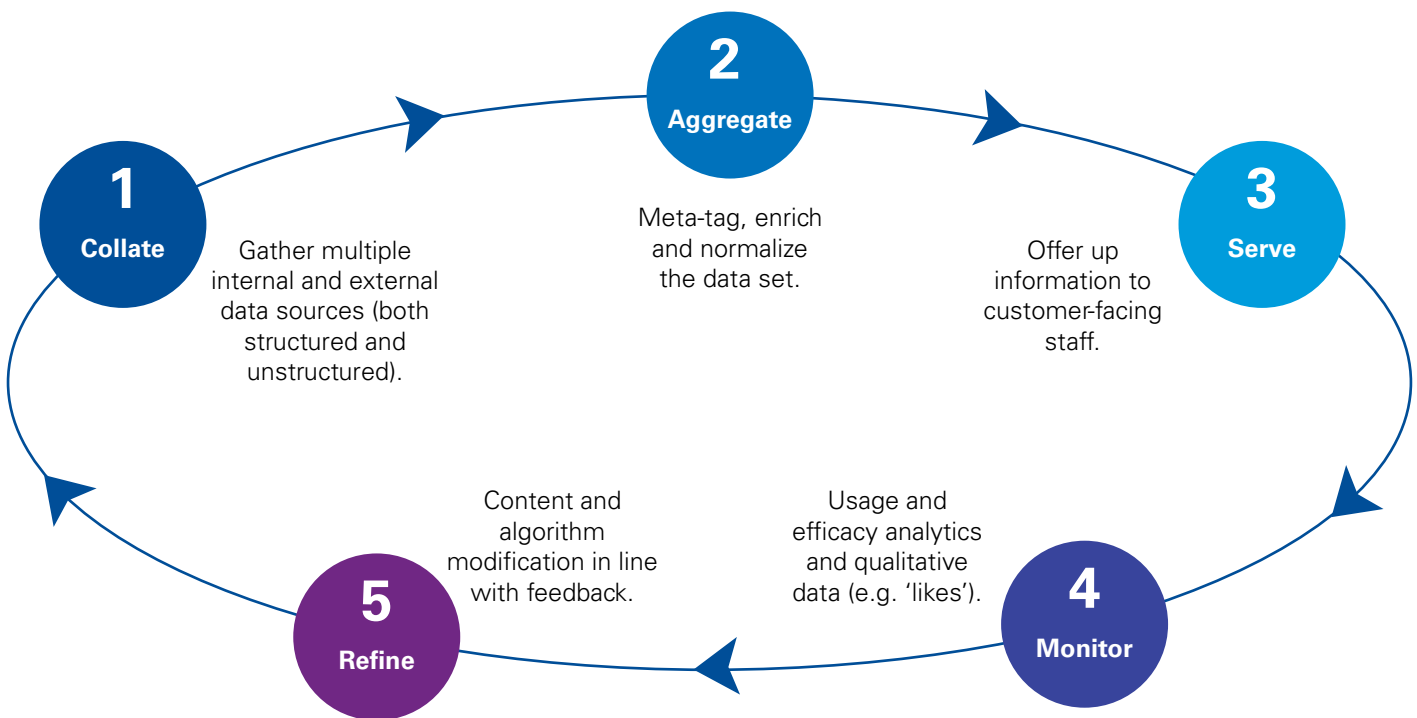 1
Collate
Gather multiple
internal and external
data sources (both
structured and
unstructured).
2
Aggregate
Meta-tag, enrich
and normalize
the data set.
3
Serve
Offer up
information to
customer-facing
staff.
4
Monitor
Usage and
efficacy analytics
and qualitative
data (e.g. ‘likes’).
5
Refine
Content and
algorithm
modification in line
with feedback.